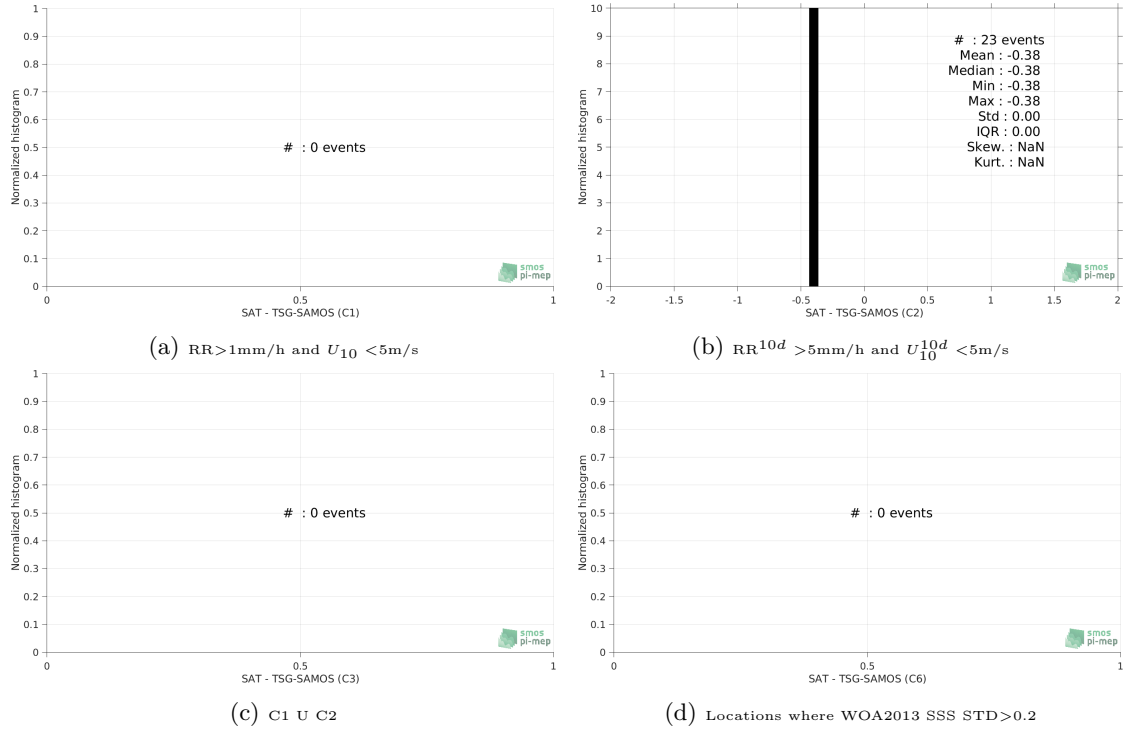 1
0.9
0.8
0.7
0.6
0.5
0.4
0.3
0.2
0.1
0
Normalized histogram
# : 0 events
smos
pi-mep
0 0.5 1
SAT - TSG-SAMOS (C1)
(a) RR>1mm/h and U10 <5m/s
10
9
8
7
6
5
4
3
2
1
0
Normalized histogram
# : 23 events
Mean : -0.38
Median : -0.38
Min : -0.38
Max : -0.38
Std : 0.00
IQR : 0.00
Skew. : NaN
Kurt. : NaN
smos
pi-mep
-2 -1.5 -1 -0.5 0 0.5 1 1.5 2
SAT - TSG-SAMOS (C2)
(b) RR10d >5mm/h and U10d10 <5m/s
1
0.9
0.8
0.7
0.6
0.5
0.4
0.3
0.2
0.1
0
Normalized histogram
# : 0 events
smos
pi-mep
0 0.5 1
SAT - TSG-SAMOS (C3)
(c) C1 U C2
1
0.9
0.8
0.7
0.6
0.5
0.4
0.3
0.2
0.1
0
Normalized histogram
# : 0 events
smos
pi-mep
0 0.5 1
SAT - TSG-SAMOS (C6)
(d) Locations where WOA2013 SSS STD>0.2